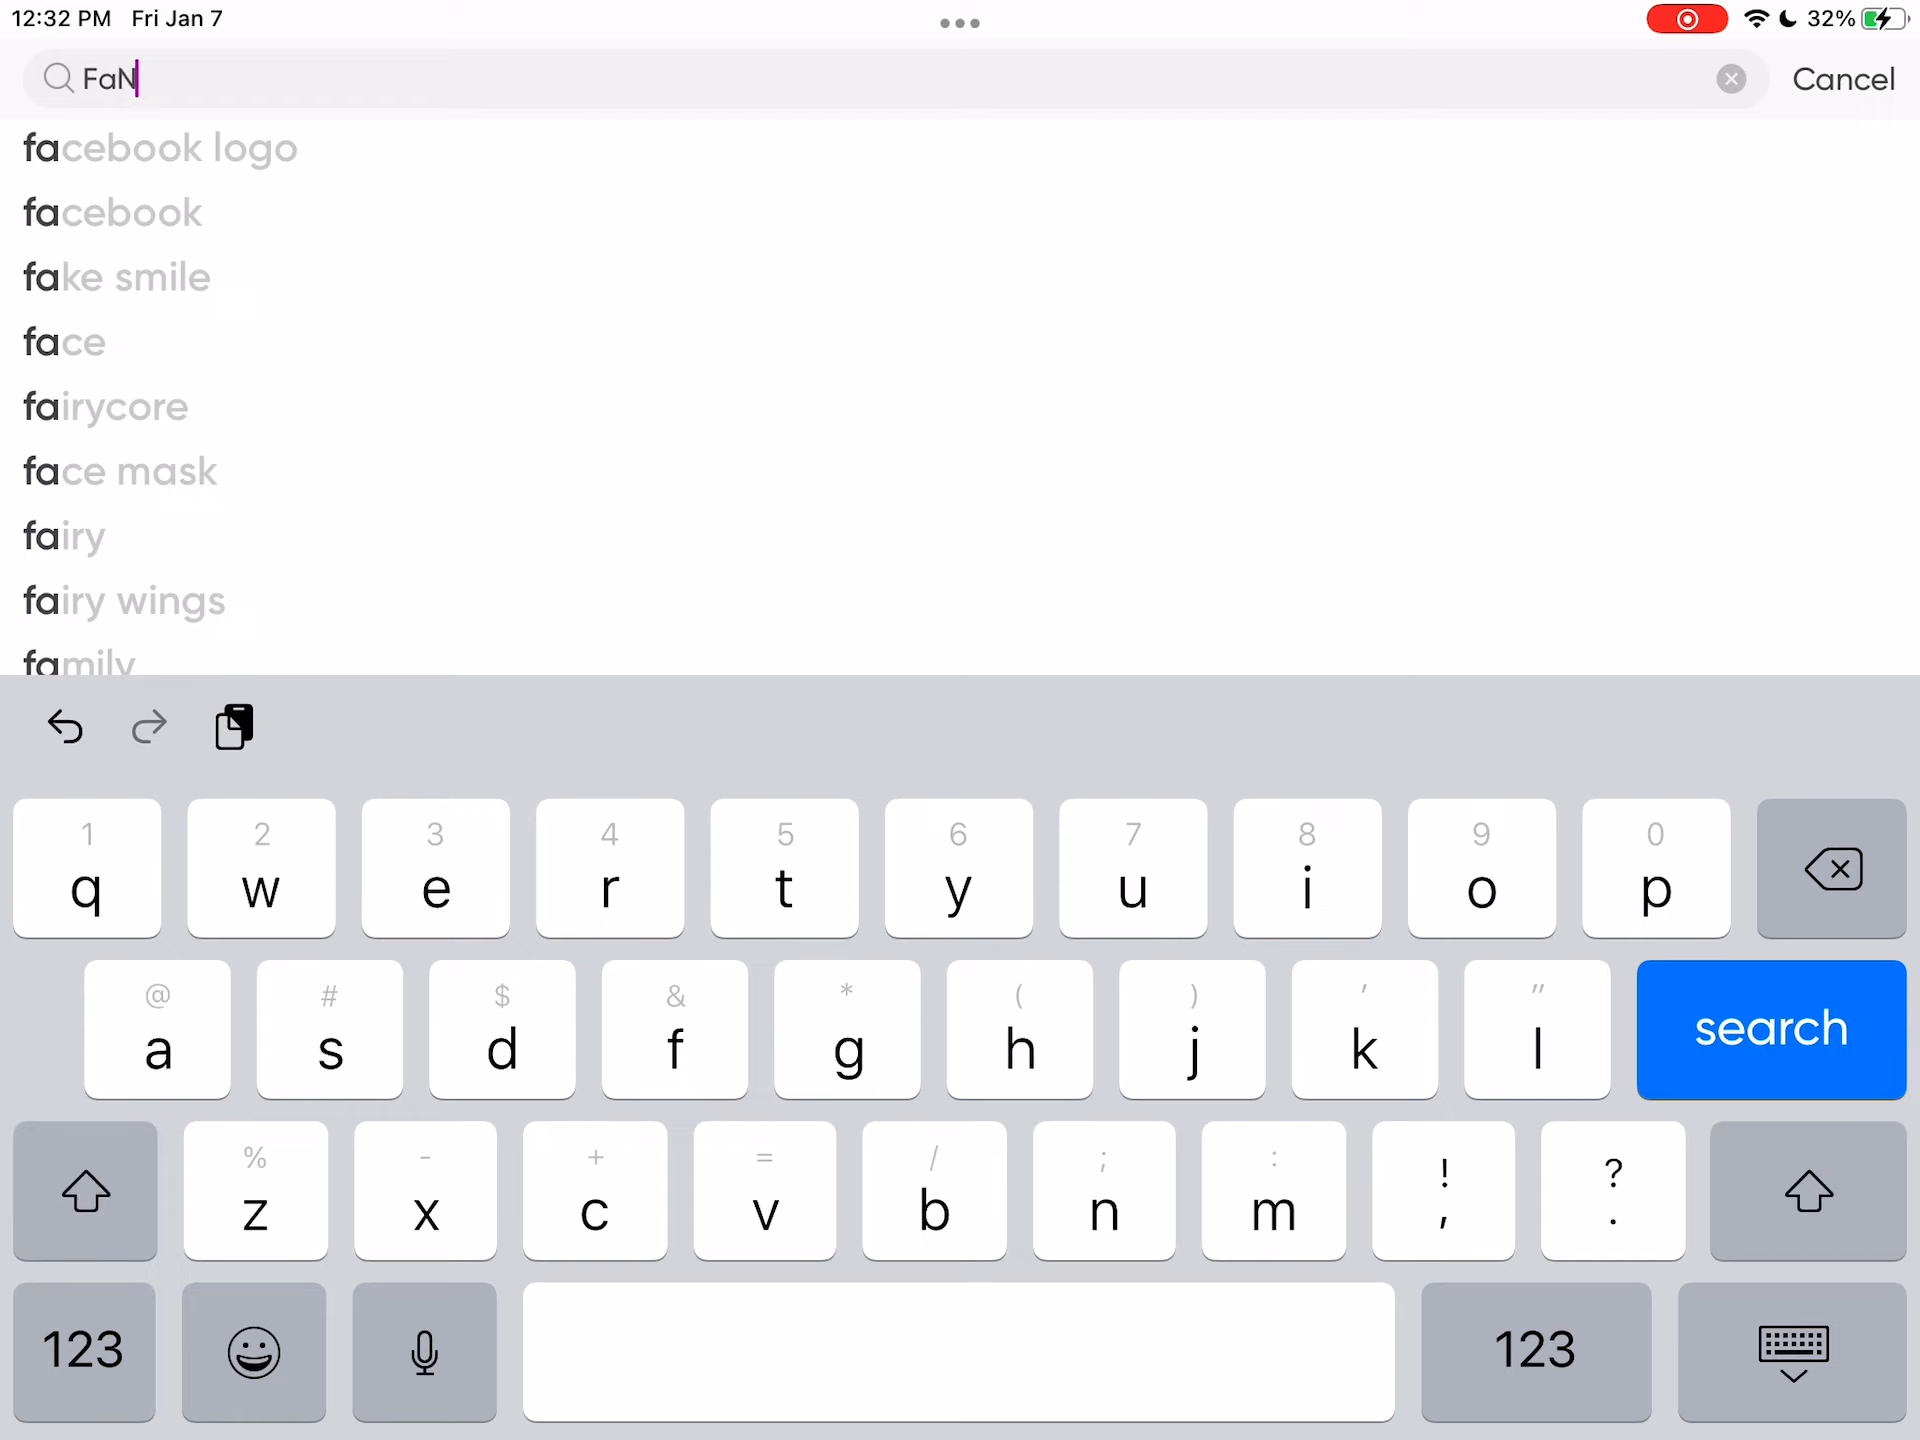 12:32 PM Fri Jan 7
32%
FaN
Cancel
facebook logo
facebook
fake smile
face
fairycore
face mask
fairy
fairy wings
family
1 2 3 4 5 6 7 8 9 0
q w e r t y u i o p
@ # $ & * ( ) ' "
a s d f g h j k l search
% - + = / ; : ! ?
z x c v b n m , .
123 123